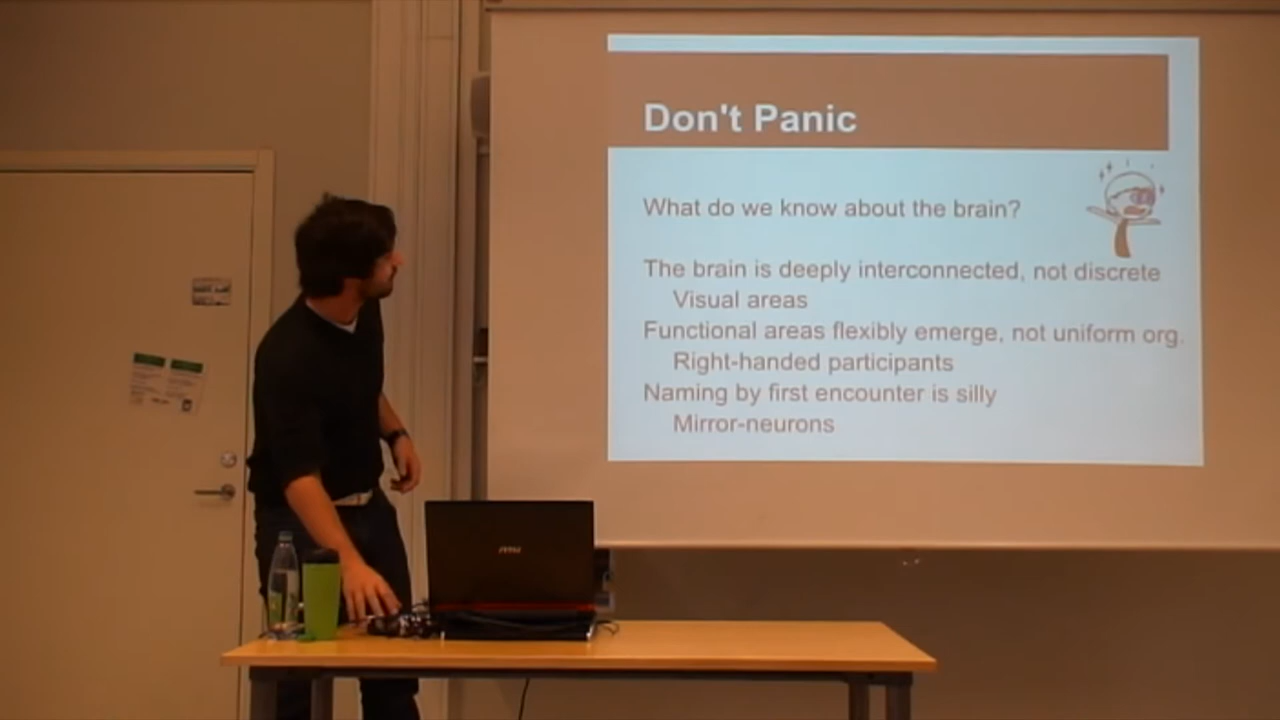 Don't Panic
What do we know about the brain?
The brain is deeply interconnected, not discrete
Visual areas
Functional areas flexibly emerge, not uniform org.
Right-handed participants
Naming by first encounter is silly
Mirror-neurons
msi